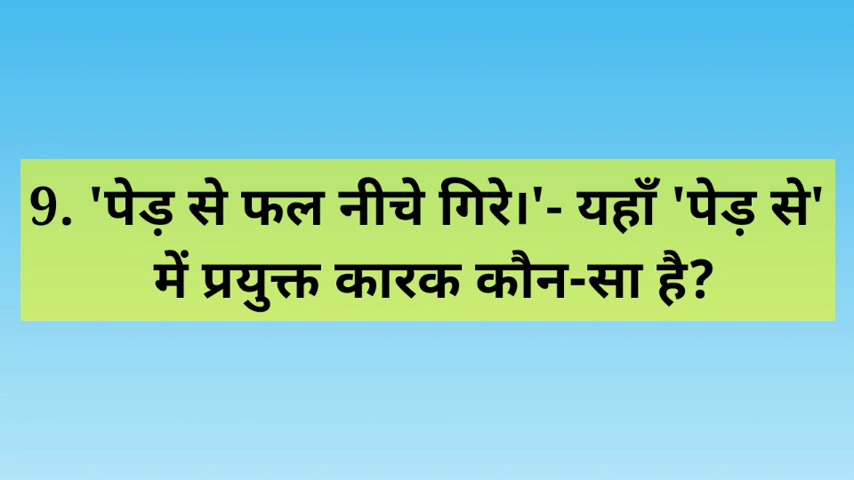 9. 'पेड़ से फल नीचे गिरे।'- यहाँ 'पेड़ से'
में प्रयुक्त कारक कौन-सा है?